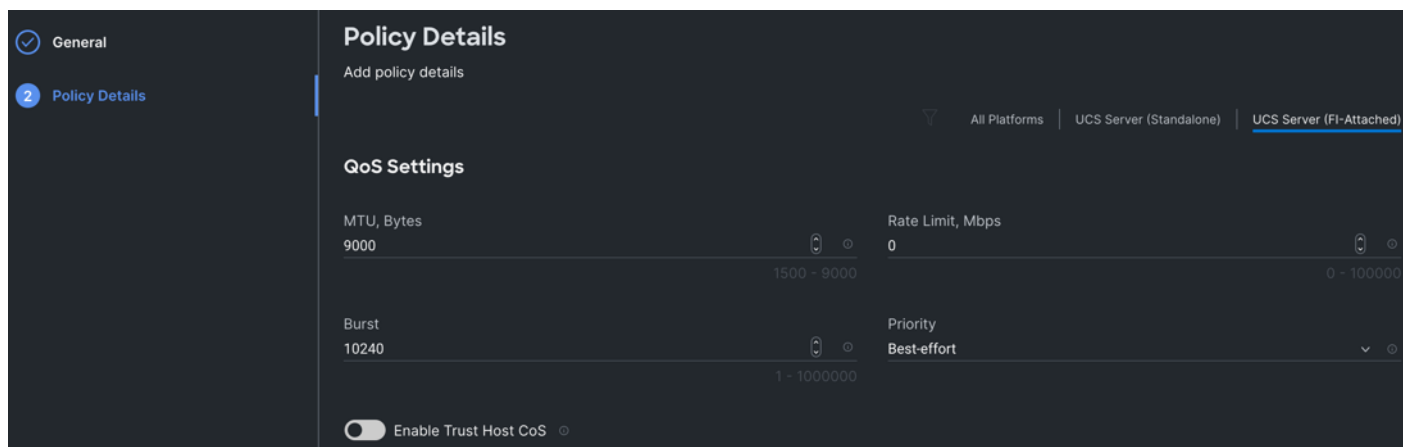 General
2 Policy Details
Policy Details
Add policy details
All Platforms UCS Server (Standalone) UCS Server (FI-Attached)
QoS Settings
MTU, Bytes Rate Limit, Mbps
9000 0
1500 - 9000 0 - 100000
Burst Priority
10240 Best-effort
1 - 1000000
Enable Trust Host CoS